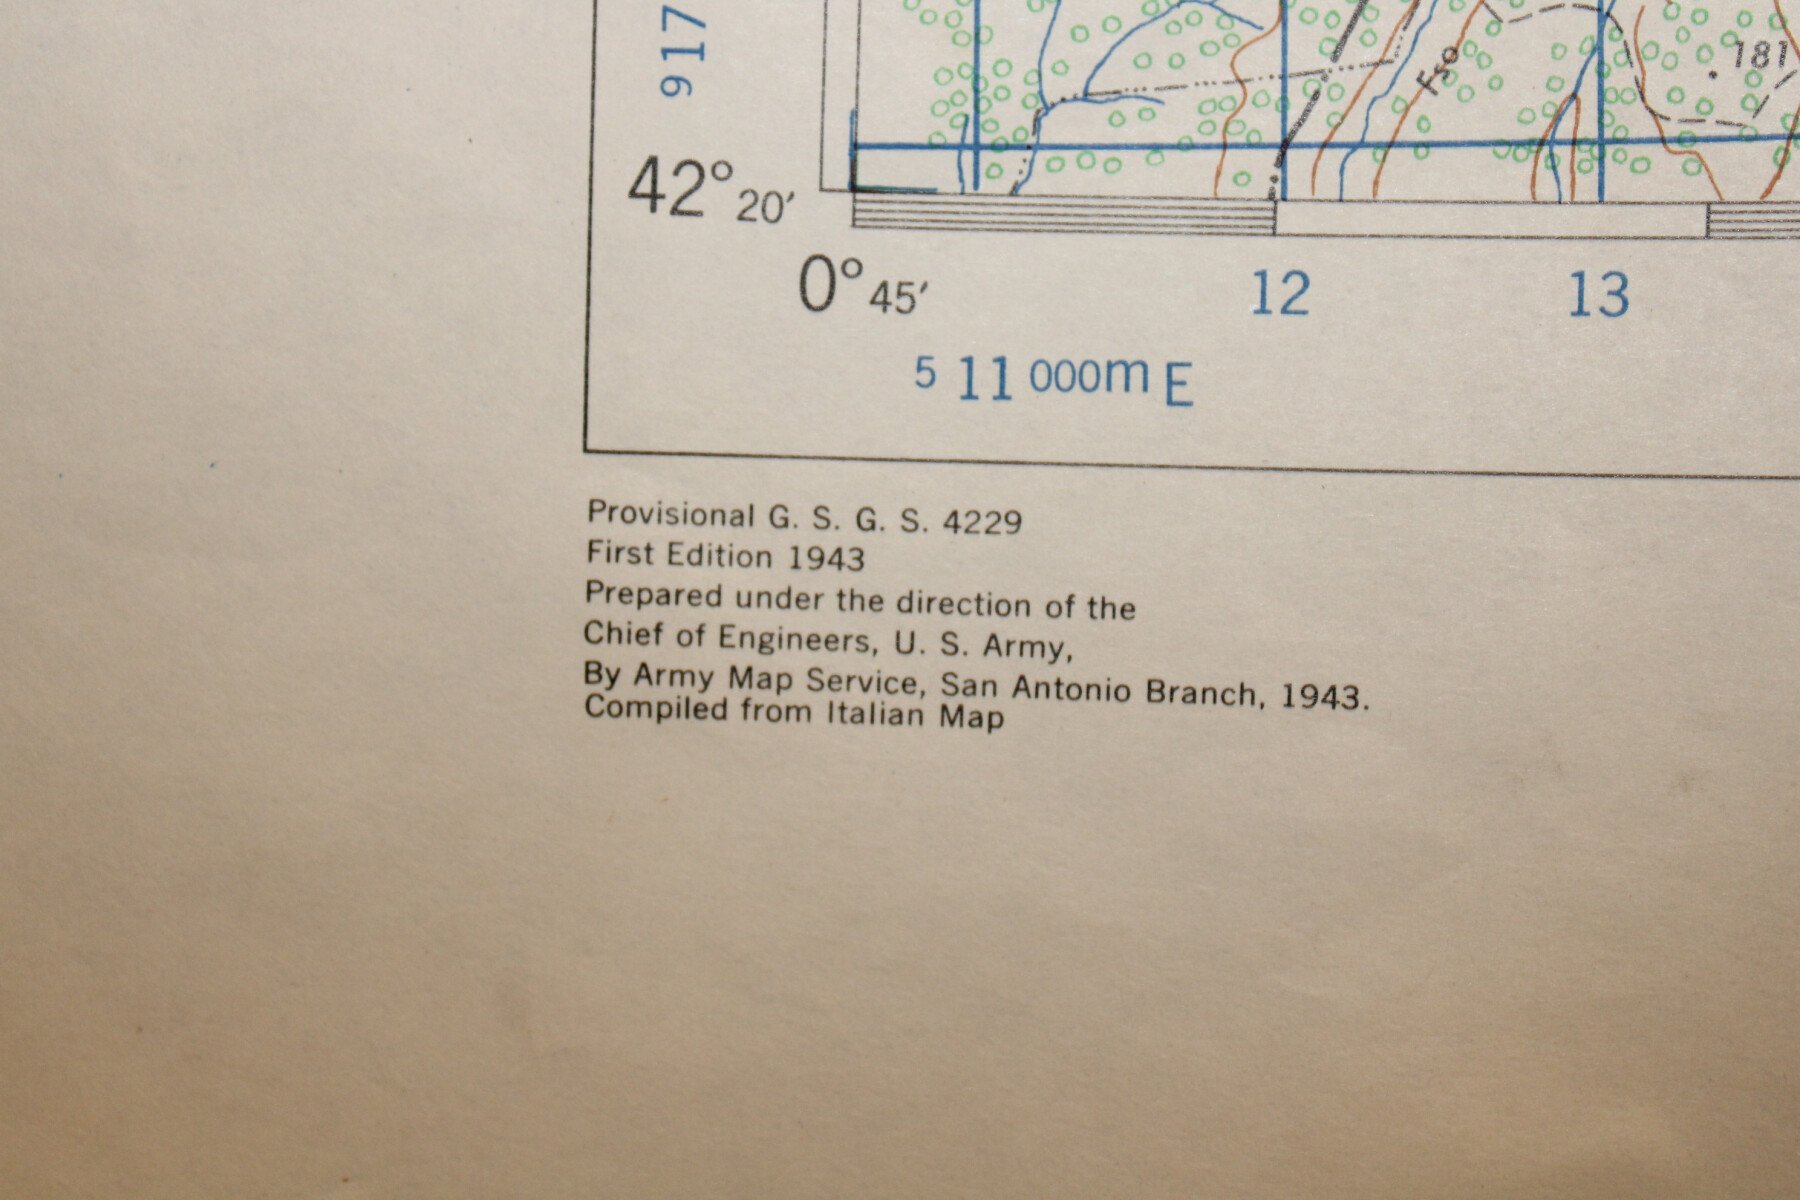 917
Fso
181
42° 20′
0° 45′
12
13
5 11 000m E
Provisional G. S. G. S. 4229
First Edition 1943
Prepared under the direction of the
Chief of Engineers, U. S. Army,
By Army Map Service, San Antonio Branch, 1943.
Compiled from Italian Map